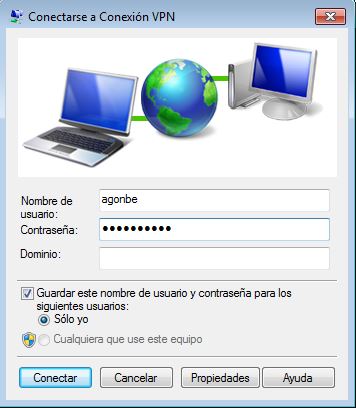 Conectarse a Conexión VPN
Nombre de
usuario:
agonbe
Contraseña:
••••••••••
Dominio:
Guardar este nombre de usuario y contraseña para los
siguientes usuarios:
Sólo yo
Cualquiera que use este equipo
Conectar
Cancelar
Propiedades
Ayuda